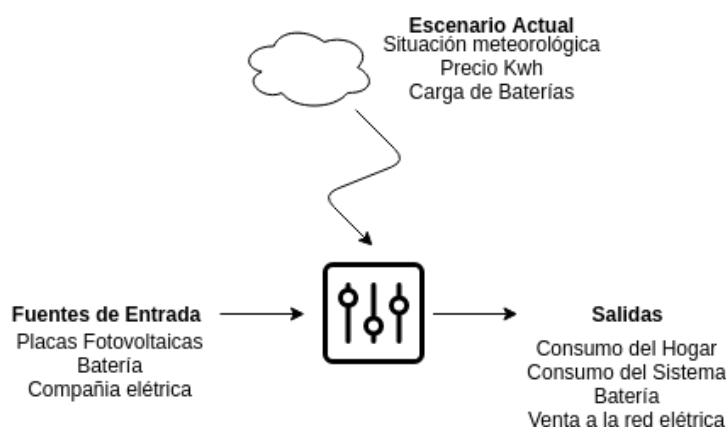 Escenario Actual
Situación meteorológica
Precio Kwh
Carga de Baterías
Fuentes de Entrada
Placas Fotovoltaicas
Batería
Compañia elétrica
Salidas
Consumo del Hogar
Consumo del Sistema
Batería
Venta a la red elétrica